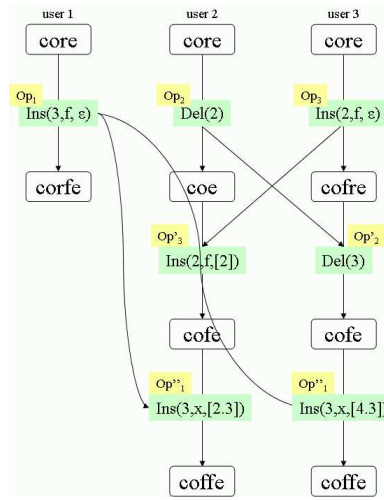 user 1 user 2 user 3
core core core
Op1 Op2 Op3
Ins(3,f, ε) Del(2) Ins(2,f, ε)
corfe coe cofre
Op'3 Op'2
Ins(2,f,[2]) Del(3)
cofe cofe
Op''1 Op''1
Ins(3,x,[2.3]) Ins(3,x,[4.3])
coffe coffe